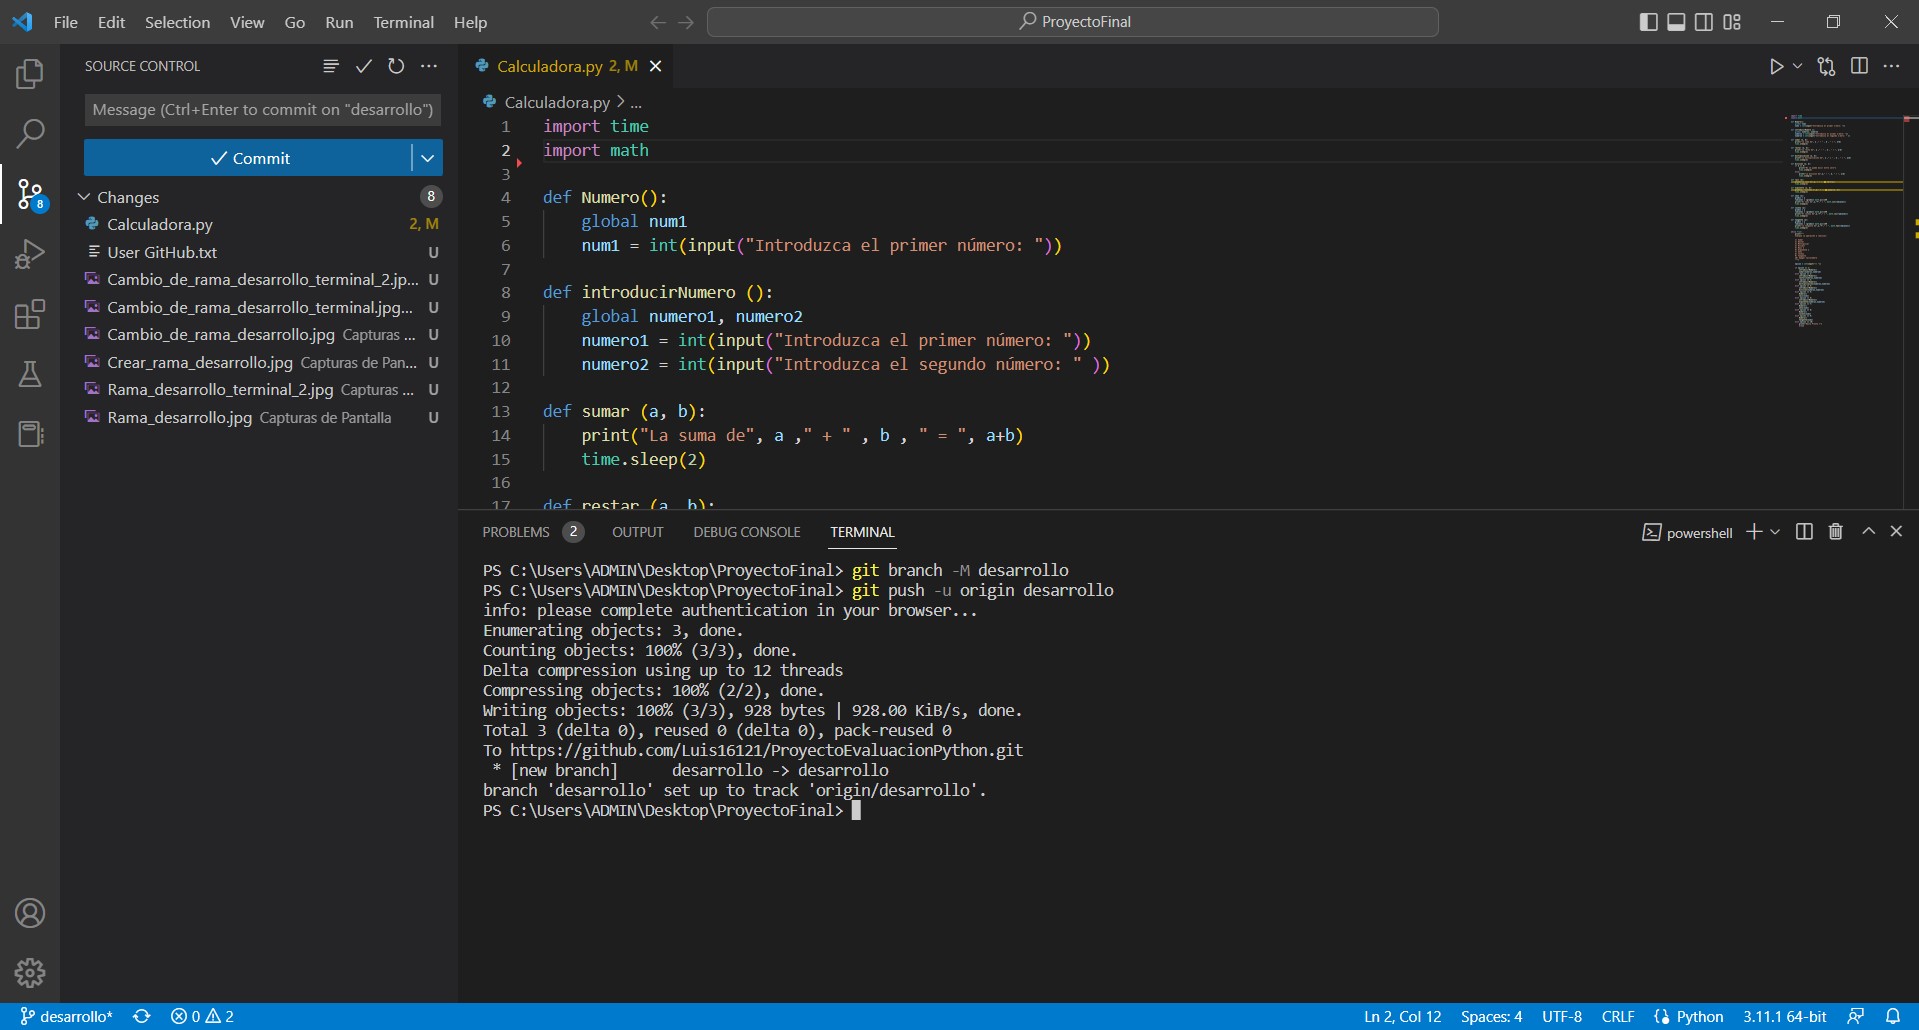 File Edit Selection View Go Run Terminal Help
ProyectoFinal
SOURCE CONTROL
Message (Ctrl+Enter to commit on "desarrollo")
Commit
Changes 8
Calculadora.py 2, M
User GitHub.txt U
Cambio_de_rama_desarrollo_terminal_2.jp... U
Cambio_de_rama_desarrollo_terminal.jpg... U
Cambio_de_rama_desarrollo.jpg Capturas ... U
Crear_rama_desarrollo.jpg Capturas de Pan... U
Rama_desarrollo_terminal_2.jpg Capturas ... U
Rama_desarrollo.jpg Capturas de Pantalla U
8
Calculadora.py 2, M
Calculadora.py > ...
1 import time
2 import math
3
4 def Numero():
5 global num1
6 num1 = int(input("Introduzca el primer número: "))
7
8 def introducirNumero ():
9 global numero1, numero2
10 numero1 = int(input("Introduzca el primer número: "))
11 numero2 = int(input("Introduzca el segundo número: " ))
12
13 def sumar (a, b):
14 print("La suma de", a ," + " , b , " = ", a+b)
15 time.sleep(2)
16
17 def restar (a, b):
PROBLEMS 2 OUTPUT DEBUG CONSOLE TERMINAL
powershell
PS C:\Users\ADMIN\Desktop\ProyectoFinal> git branch -M desarrollo
PS C:\Users\ADMIN\Desktop\ProyectoFinal> git push -u origin desarrollo
info: please complete authentication in your browser...
Enumerating objects: 3, done.
Counting objects: 100% (3/3), done.
Delta compression using up to 12 threads
Compressing objects: 100% (2/2), done.
Writing objects: 100% (3/3), 928 bytes | 928.00 KiB/s, done.
Total 3 (delta 0), reused 0 (delta 0), pack-reused 0
To https://github.com/Luis16121/ProyectoEvaluacionPython.git
* [new branch] desarrollo -> desarrollo
branch 'desarrollo' set up to track 'origin/desarrollo'.
PS C:\Users\ADMIN\Desktop\ProyectoFinal>
desarrollo* 0 2 Ln 2, Col 12 Spaces: 4 UTF-8 CRLF Python 3.11.1 64-bit